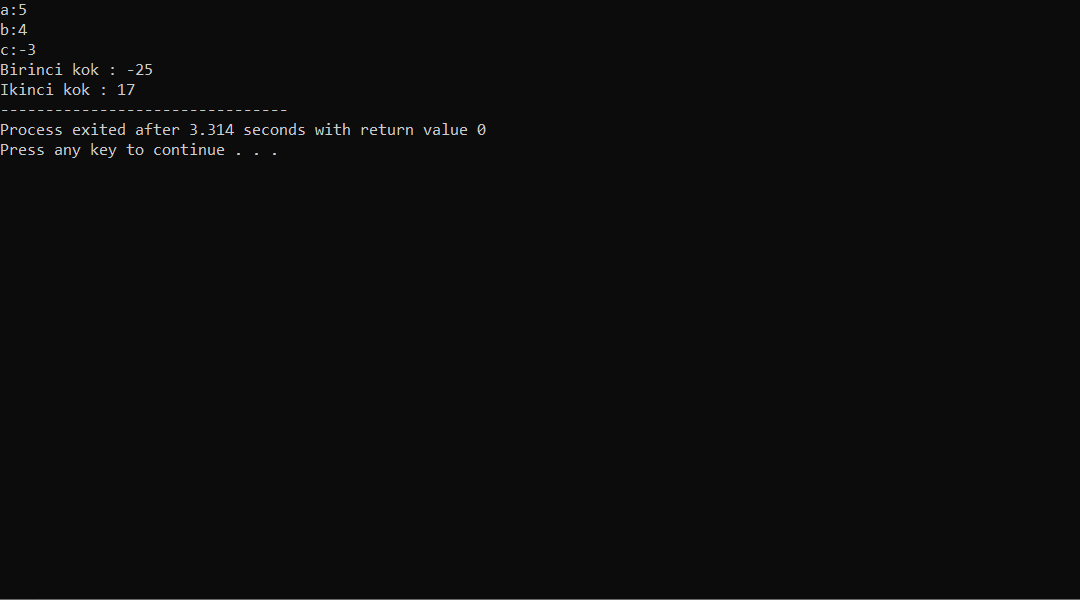 a:5
b:4
c:-3
Birinci kok : -25
Ikinci kok : 17
--------------------------------
Process exited after 3.314 seconds with return value 0
Press any key to continue . . .